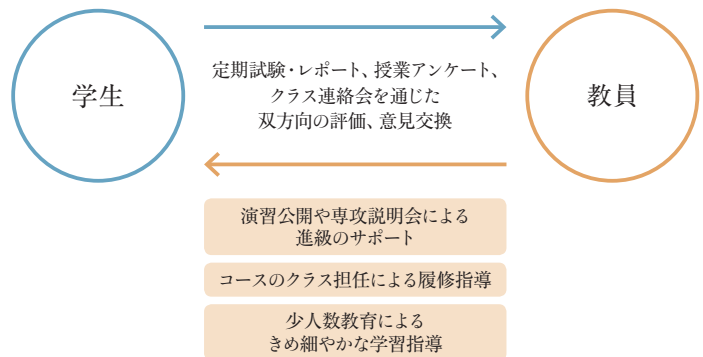 学生
定期試験・レポート、授業アンケート、
クラス連絡会を通じた
双方向の評価、意見交換
教員
演習公開や専攻説明会による
進級のサポート
コースのクラス担任による履修指導
少人数教育による
きめ細やかな学習指導